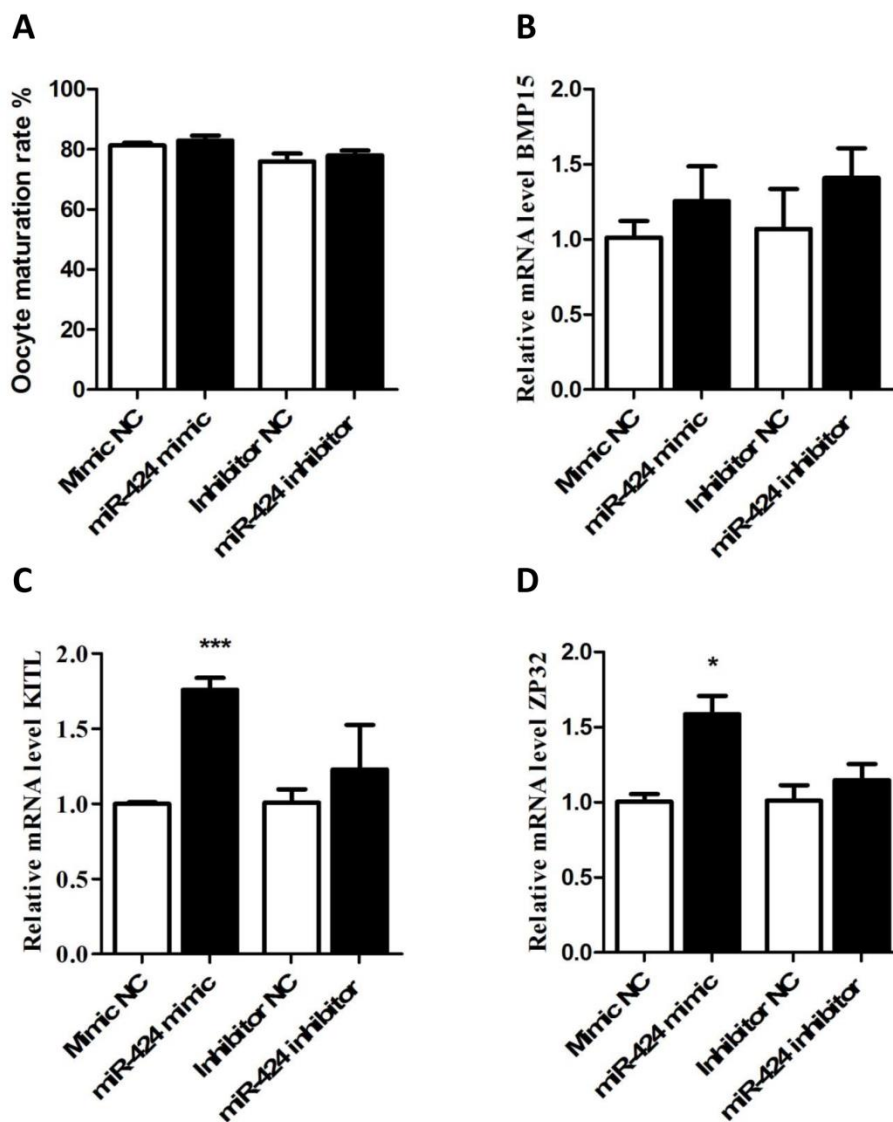 A
Oocyte maturation rate %
100
80
60
40
20
0
Mimic NC
miR-424 mimic
Inhibitor NC
miR-424 inhibitor
B
Relative mRNA level BMP15
2.0
1.5
1.0
0.5
0.0
Mimic NC
miR-424 mimic
Inhibitor NC
miR-424 inhibitor
C
Relative mRNA level KITL
2.0
1.5
1.0
0.5
0.0
***
Mimic NC
miR-424 mimic
Inhibitor NC
miR-424 inhibitor
D
Relative mRNA level ZP32
2.0
1.5
1.0
0.5
0.0
*
Mimic NC
miR-424 mimic
Inhibitor NC
miR-424 inhibitor